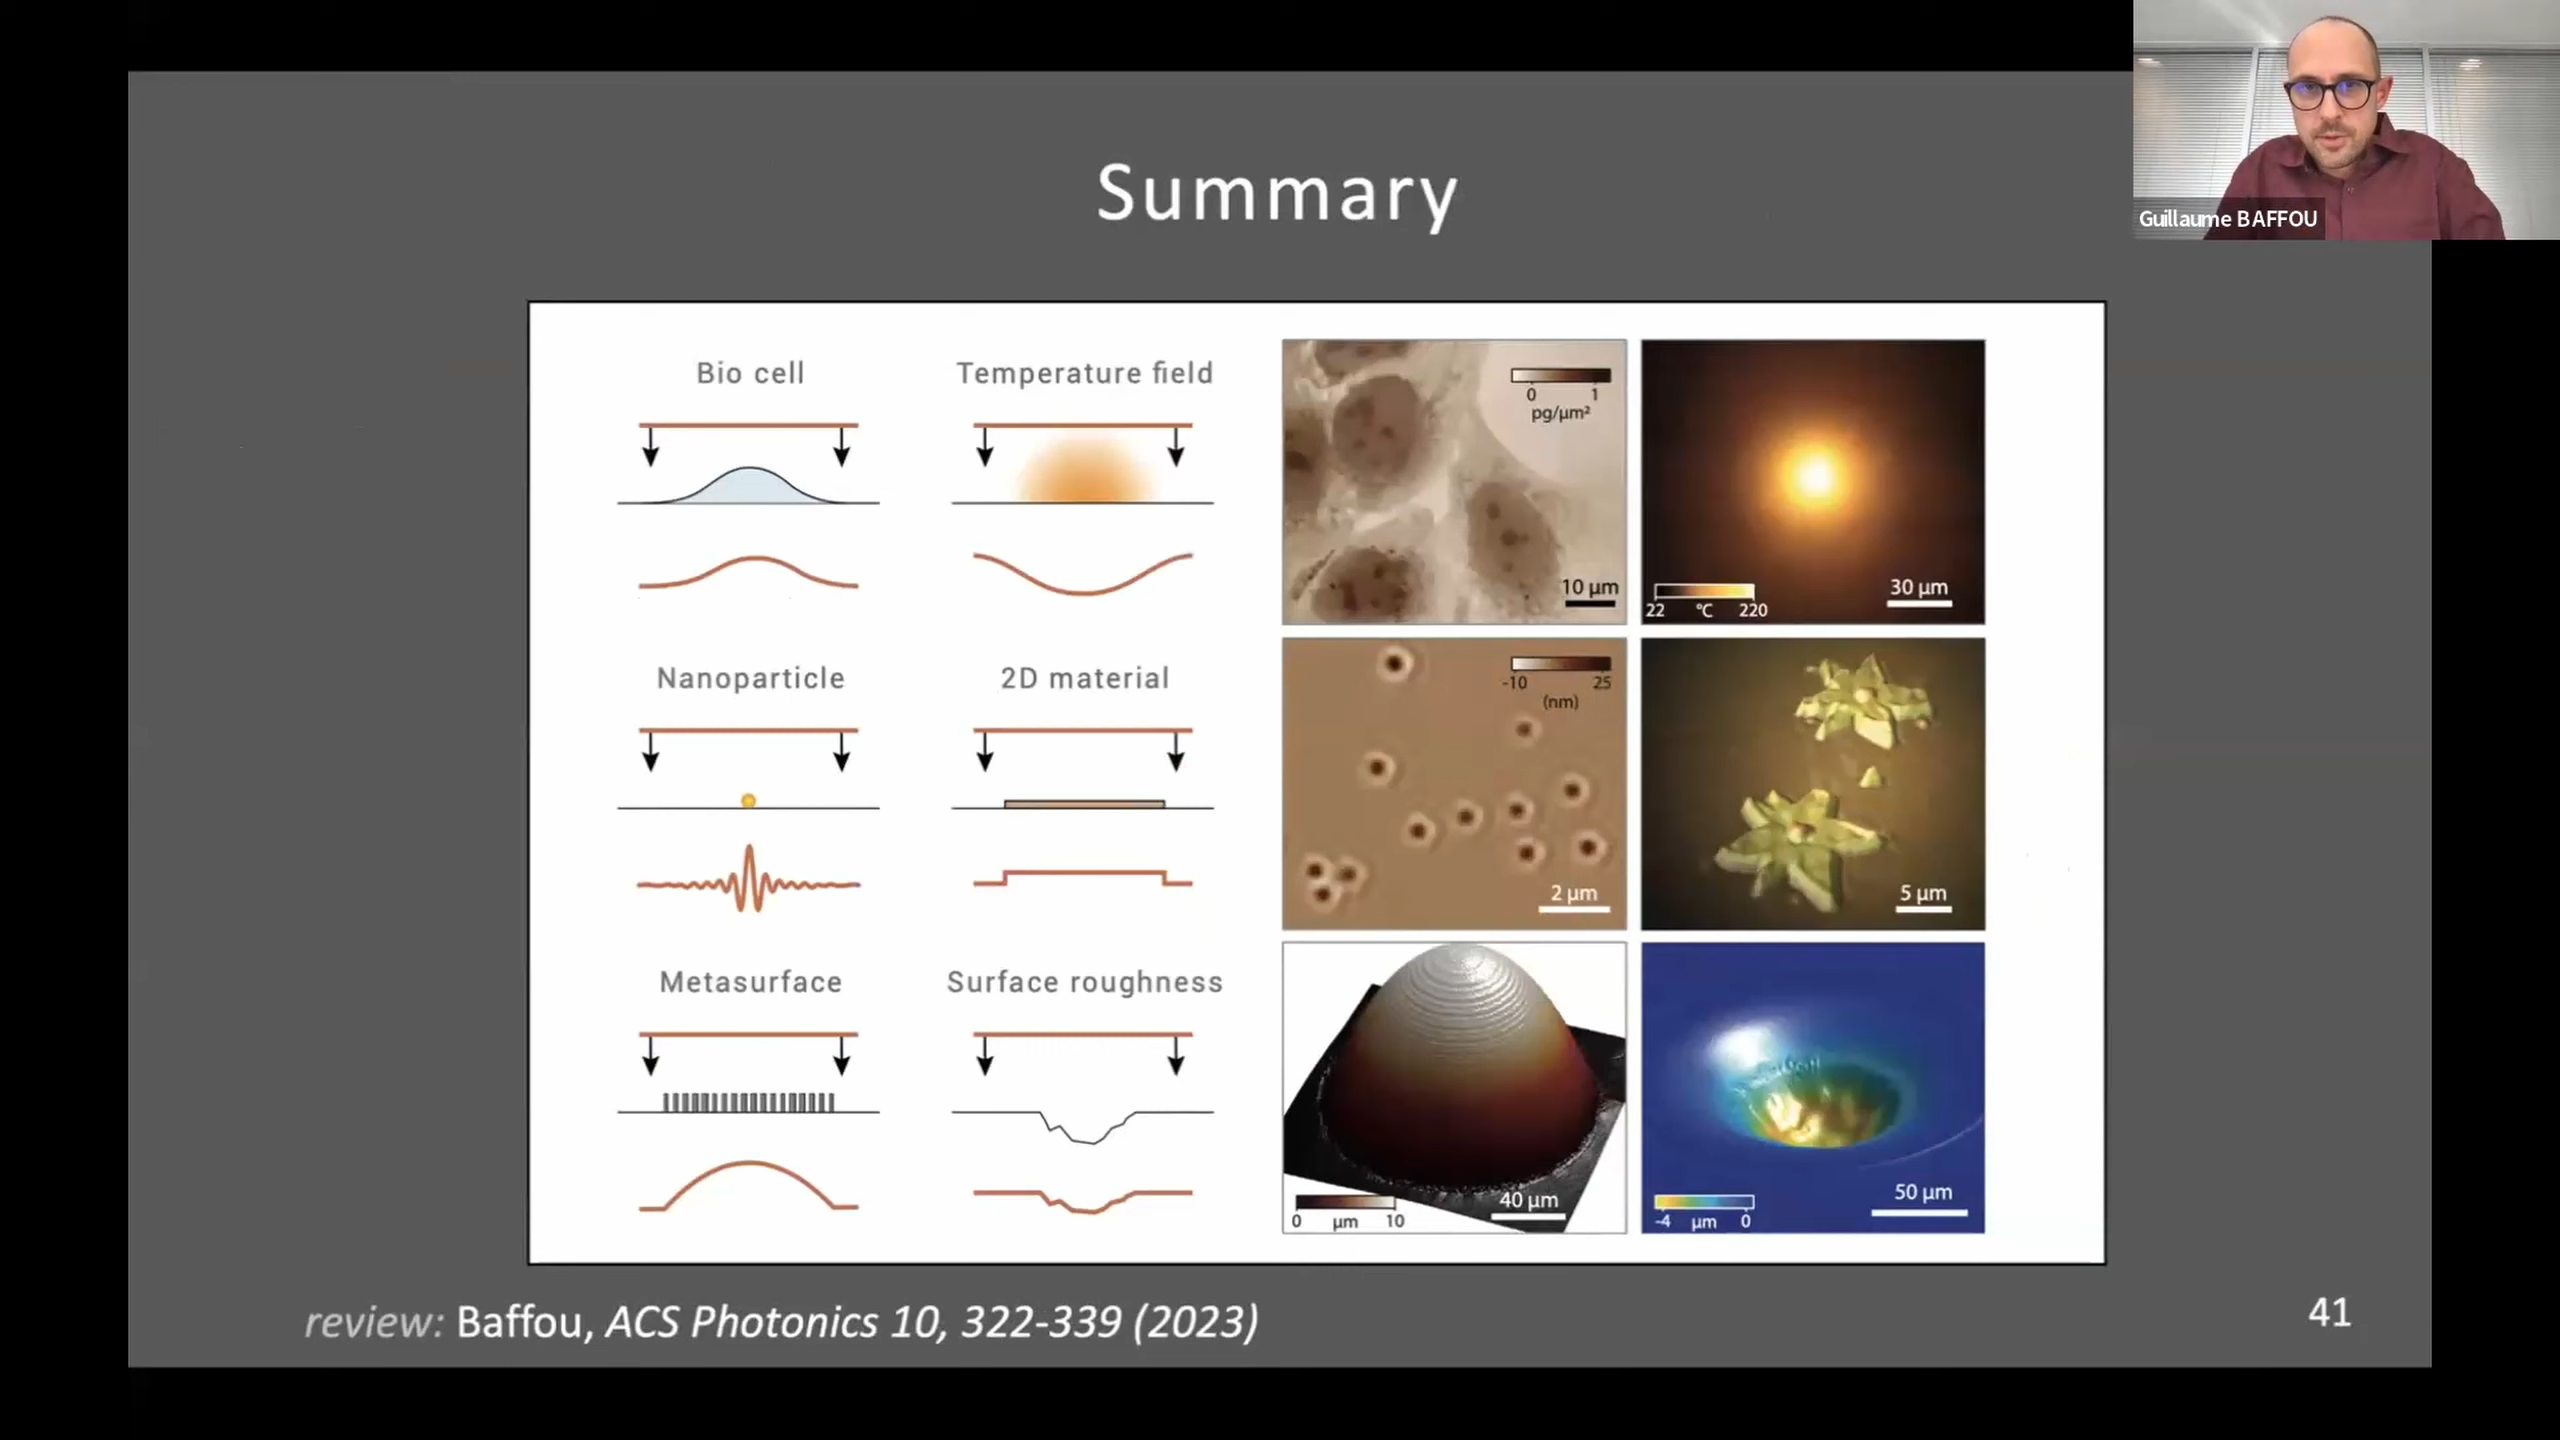 Guillaume BAFFOU
Summary
Bio cell
Temperature field
Nanoparticle
2D material
Metasurface
Surface roughness
0 1
pg/µm²
10 µm
22 °C 220
30 µm
-10 25
(nm)
2 µm
5 µm
0 µm 10
40 µm
-4 µm 0
50 µm
review: Baffou, ACS Photonics 10, 322-339 (2023)
41